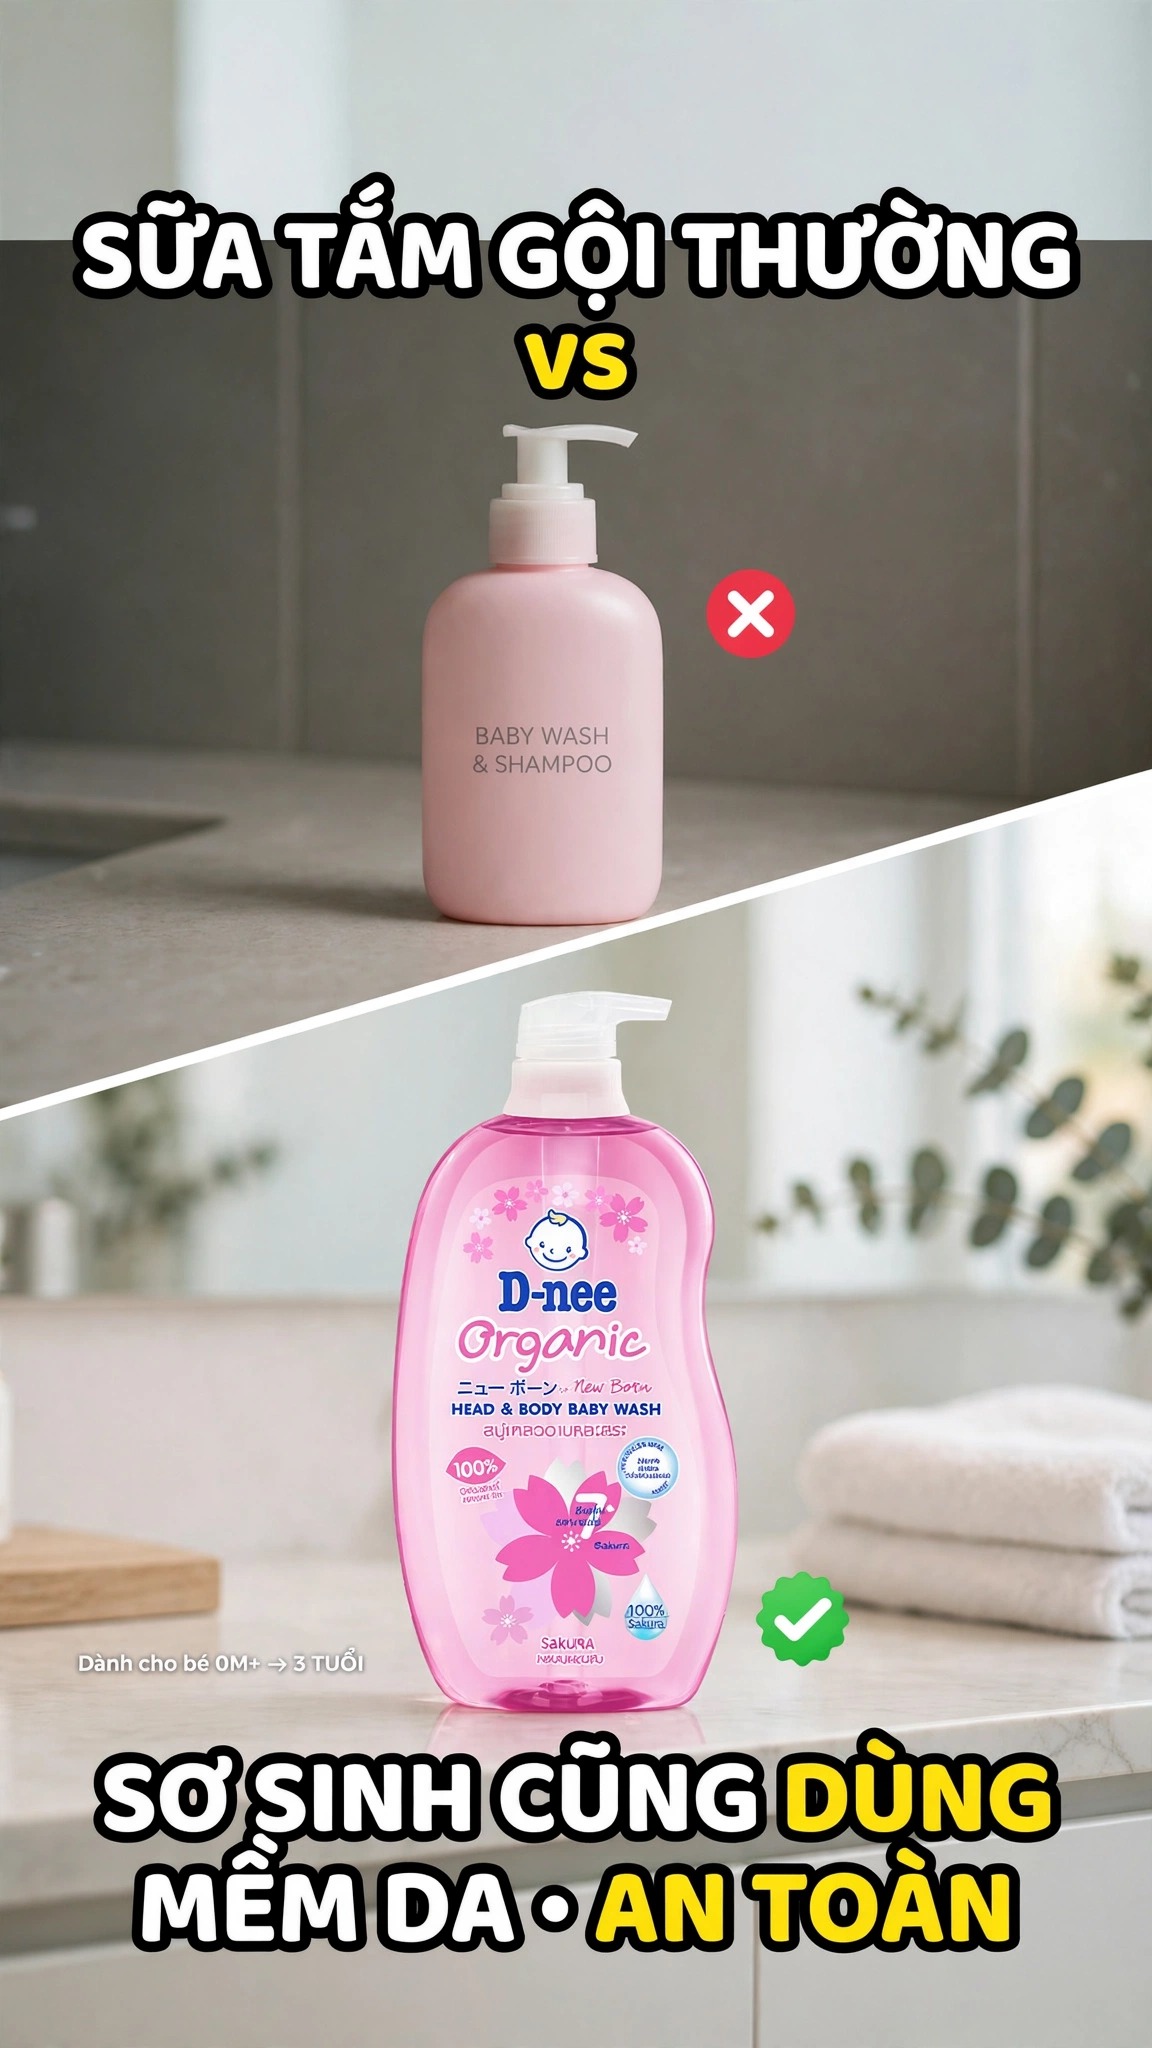 SỮA TẮM GỘI THƯỜNG
VS
BABY WASH
& SHAMPOO
D-nee
Organic
ニュー ボーン New Born
HEAD & BODY BABY WASH
100%
7
Sakura
100%
Sakura
SakuRA
Dành cho bé 0M+ → 3 TUỔI
SƠ SINH CŨNG DÙNG
MỀM DA • AN TOÀN